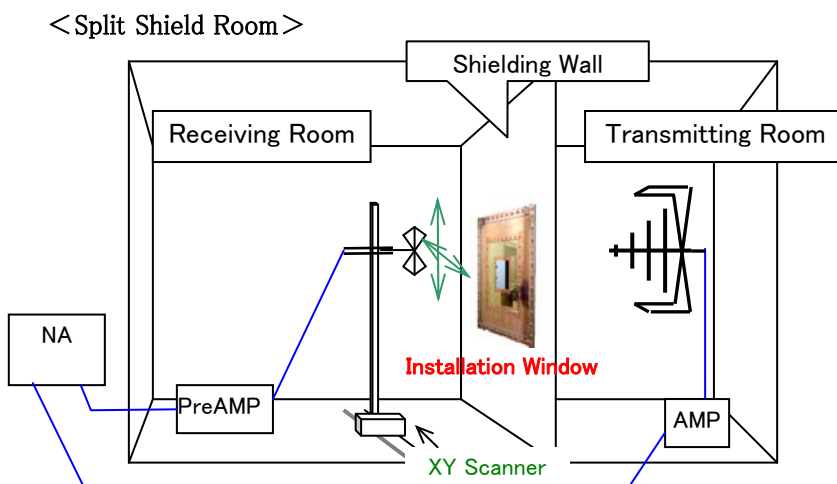 <Split Shield Room>
Shielding Wall
Receiving Room
Transmitting Room
NA
Installation Window
PreAMP
AMP
XY Scanner